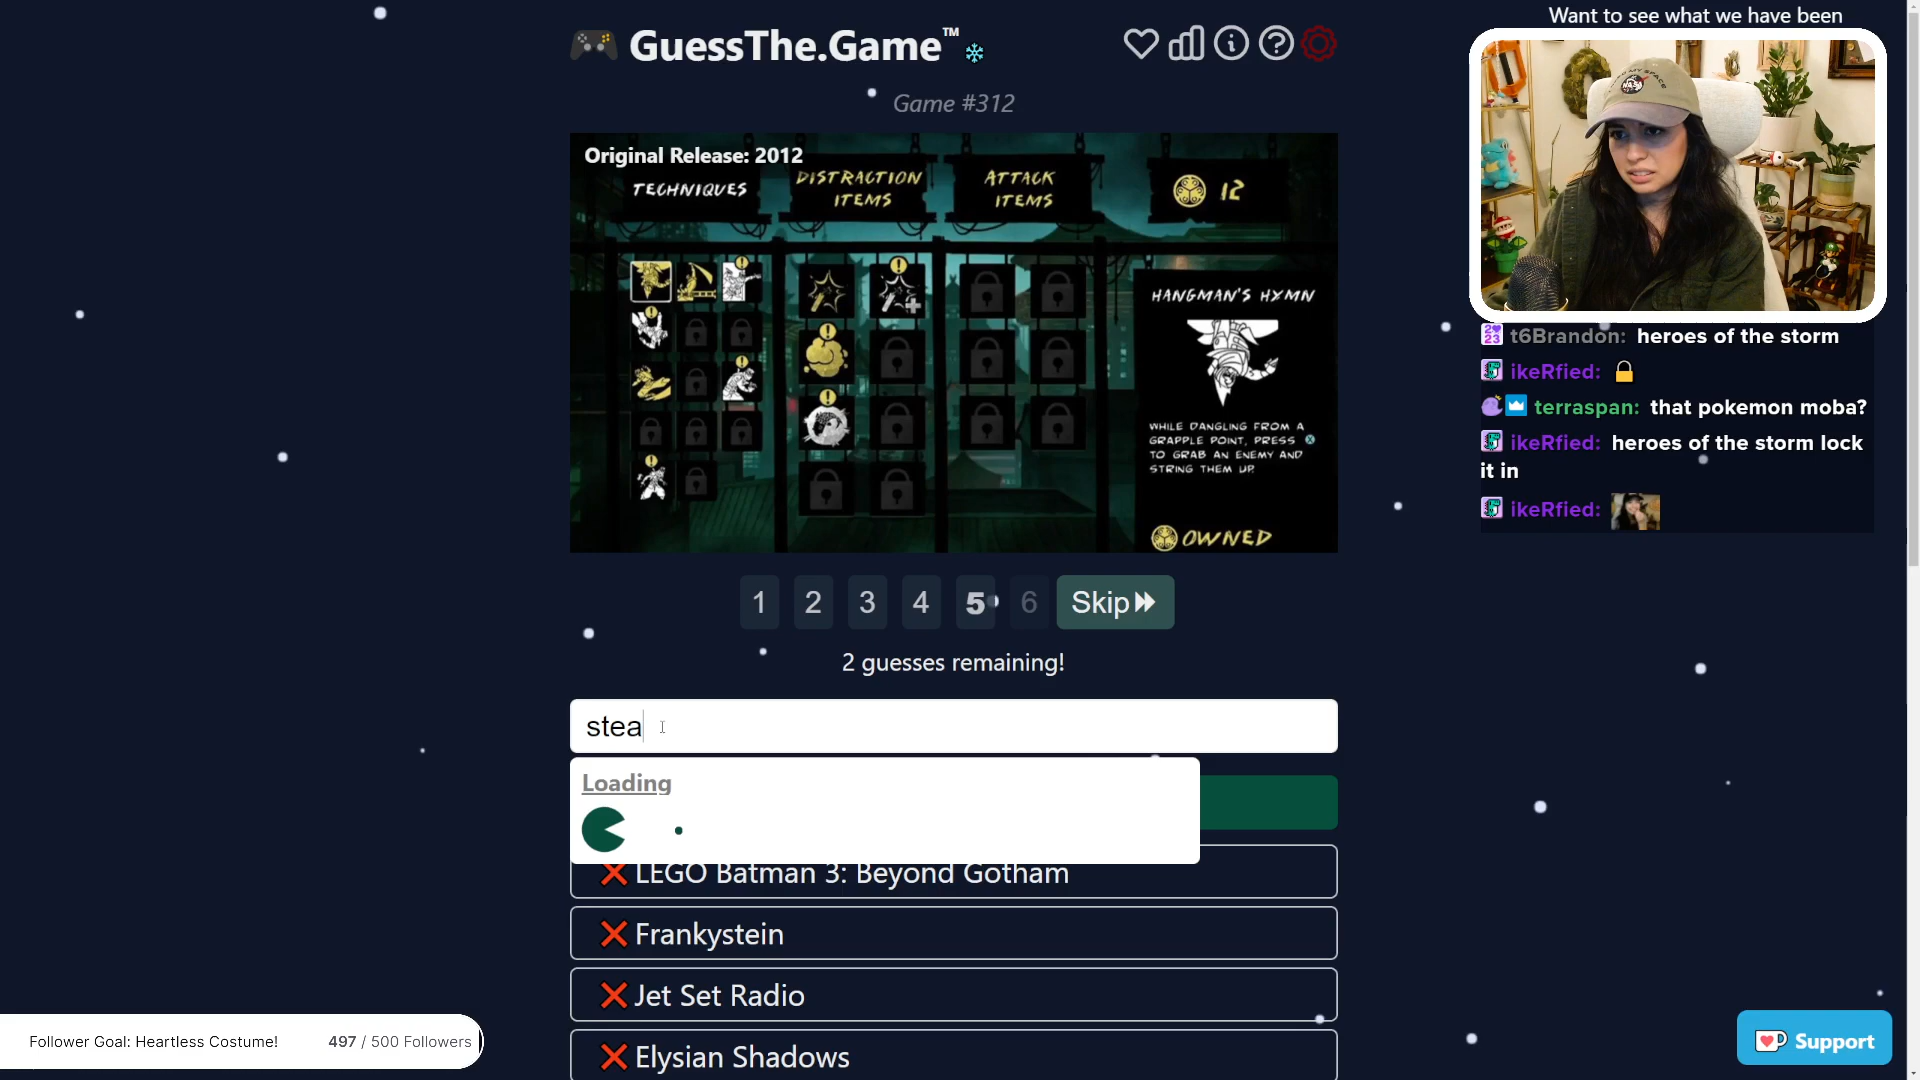 Want to see what we have been
GuessThe.Game™
Game #312
Original Release: 2012
TECHNIQUES
DISTRACTION
ITEMS
ATTACK
ITEMS
12
HANGMAN'S HYMN
WHILE DANGLING FROM A
GRAPPLE POINT, PRESS X
TO GRAB AN ENEMY AND
STRING THEM UP.
OWNED
1 2 3 4 5 6 Skip
2 guesses remaining!
stea
Loading
LEGO Batman 3: Beyond Gotham
Frankystein
Jet Set Radio
Elysian Shadows
t6Brandon: heroes of the storm
ikeRfied:
terraspan: that pokemon moba?
ikeRfied: heroes of the storm lock
it in
ikeRfied:
Follower Goal: Heartless Costume! 497 / 500 Followers
Support